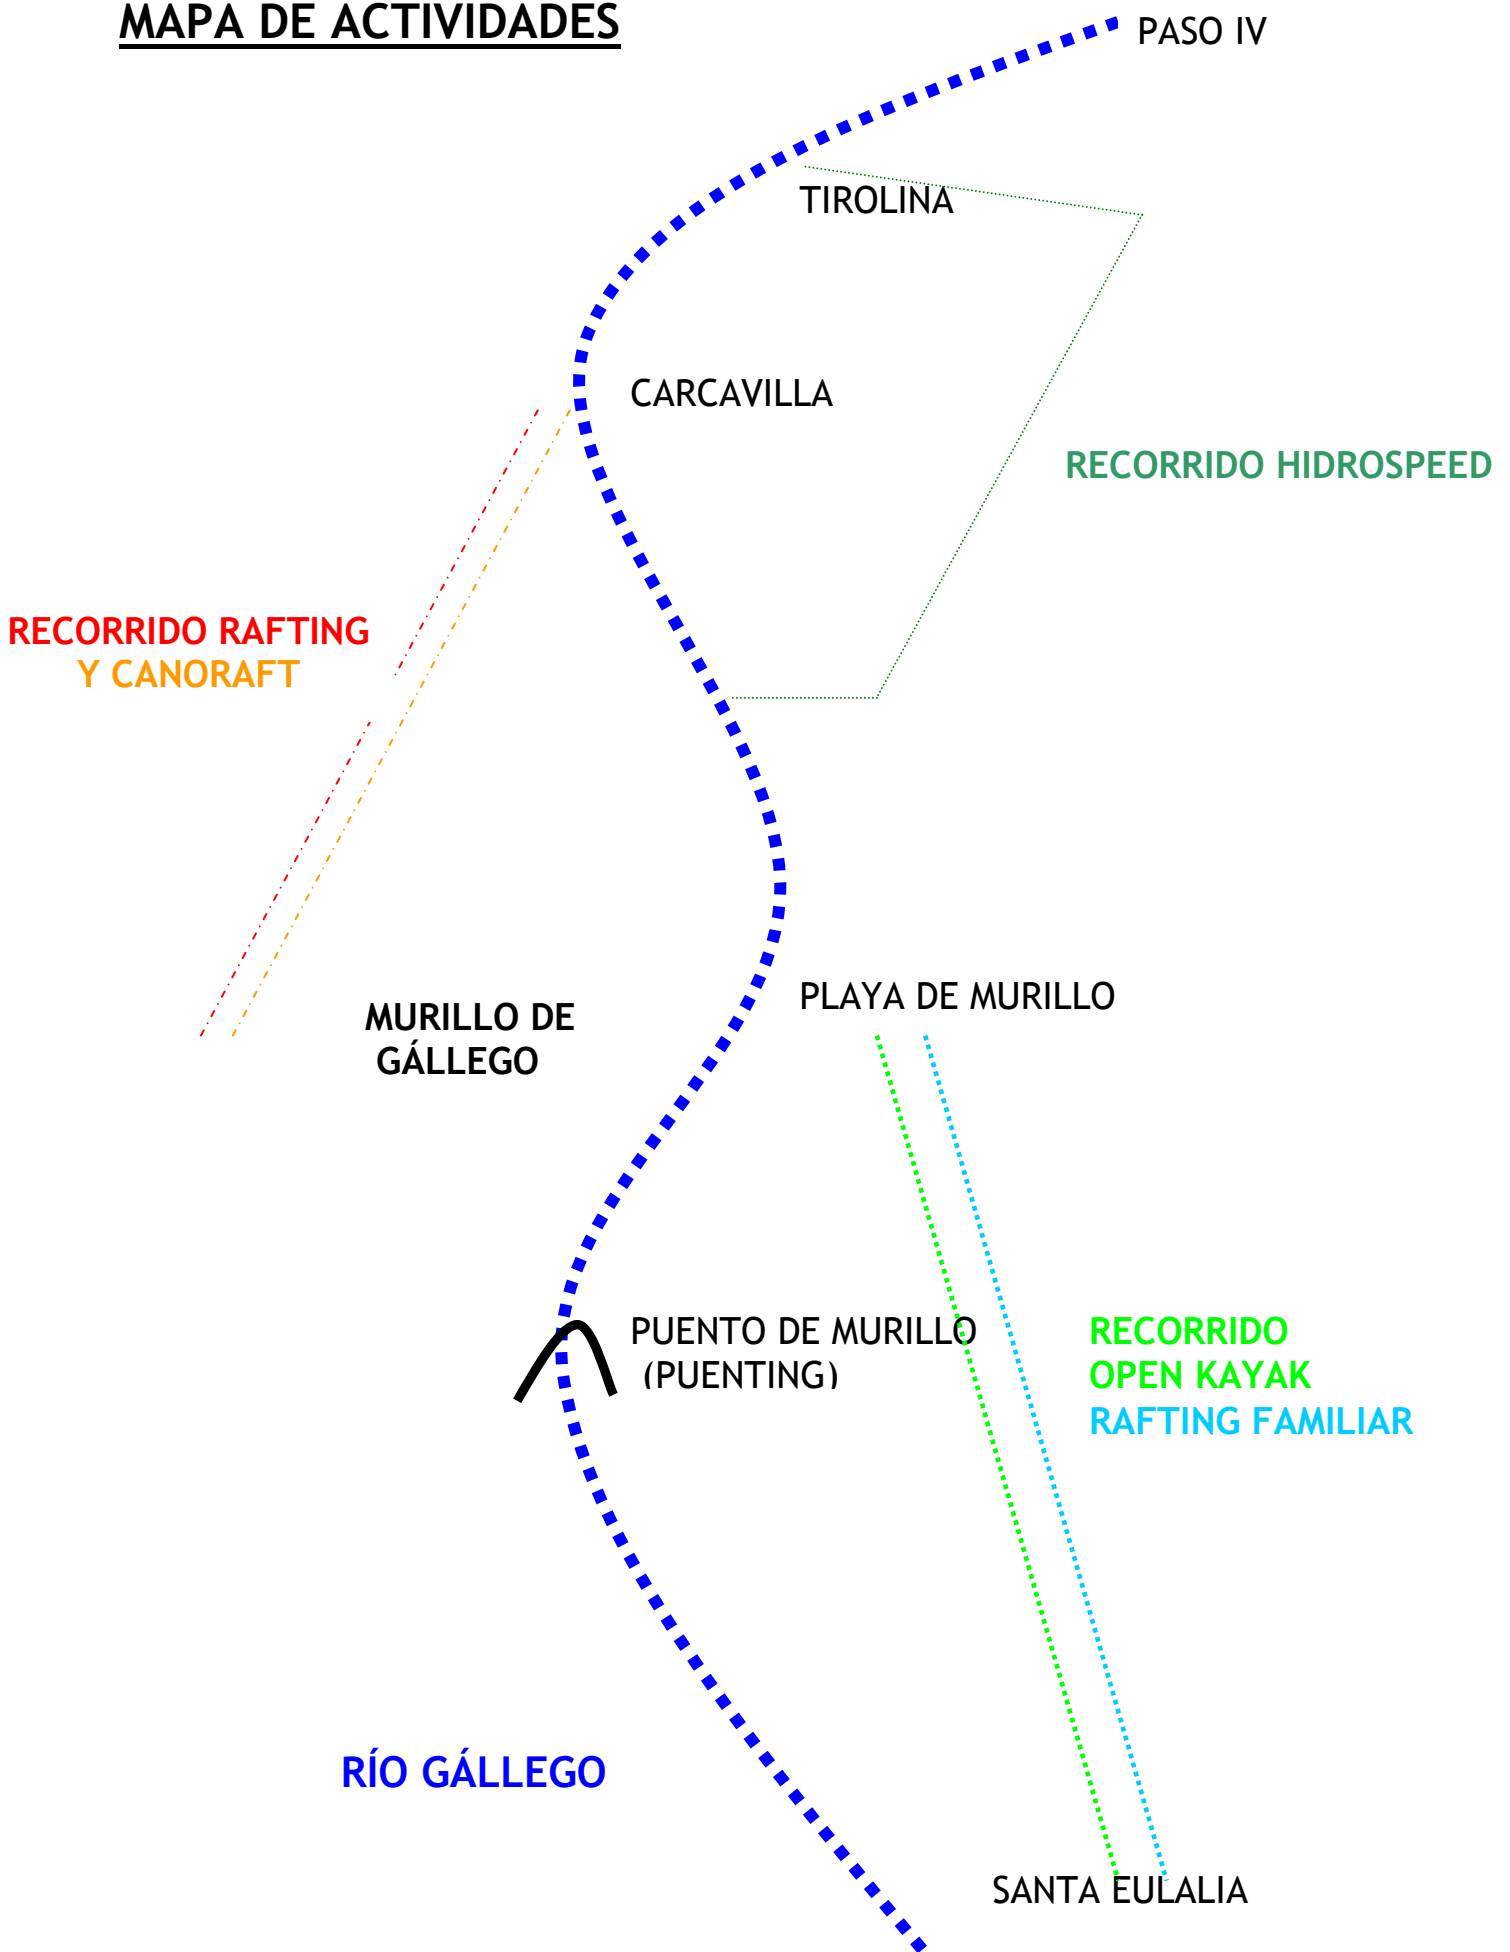 MAPA DE ACTIVIDADES
PASO IV
TIROLINA
CARCAVILLA
RECORRIDO HIDROSPEED
RECORRIDO RAFTING
Y CANORAFT
PLAYA DE MURILLO
MURILLO DE
GÁLLEGO
PUENTO DE MURILLO
(PUENTING)
RECORRIDO
OPEN KAYAK
RAFTING FAMILIAR
RÍO GÁLLEGO
SANTA EULALIA